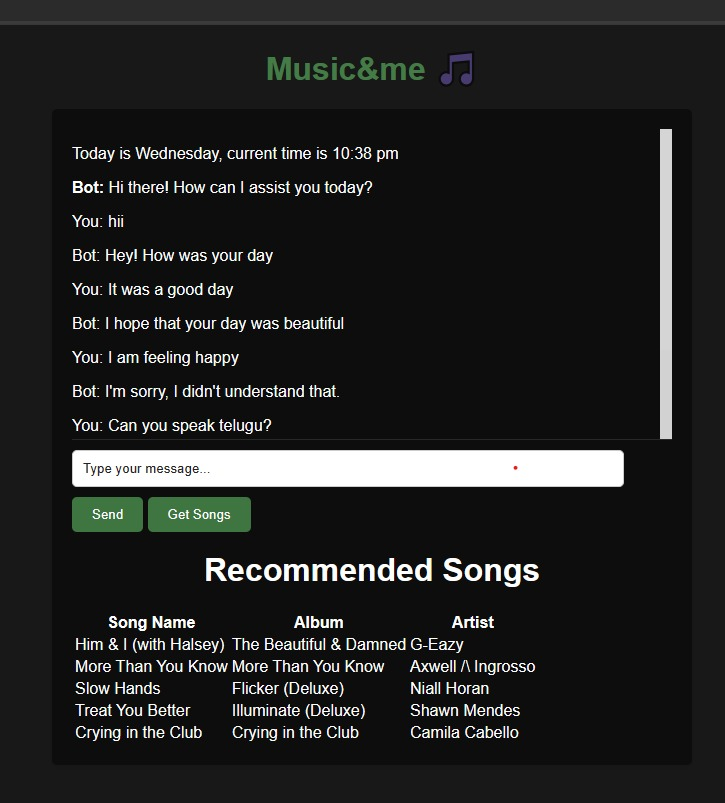 Music&me
Today is Wednesday, current time is 10:38 pm
Bot: Hi there! How can I assist you today?
You: hii
Bot: Hey! How was your day
You: It was a good day
Bot: I hope that your day was beautiful
You: I am feeling happy
Bot: I'm sorry, I didn't understand that.
You: Can you speak telugu?
Type your message...
Send Get Songs
Recommended Songs
Song Name Album Artist
Him & I (with Halsey) The Beautiful & Damned G-Eazy
More Than You Know More Than You Know Axwell /\ Ingrosso
Slow Hands Flicker (Deluxe) Niall Horan
Treat You Better Illuminate (Deluxe) Shawn Mendes
Crying in the Club Crying in the Club Camila Cabello